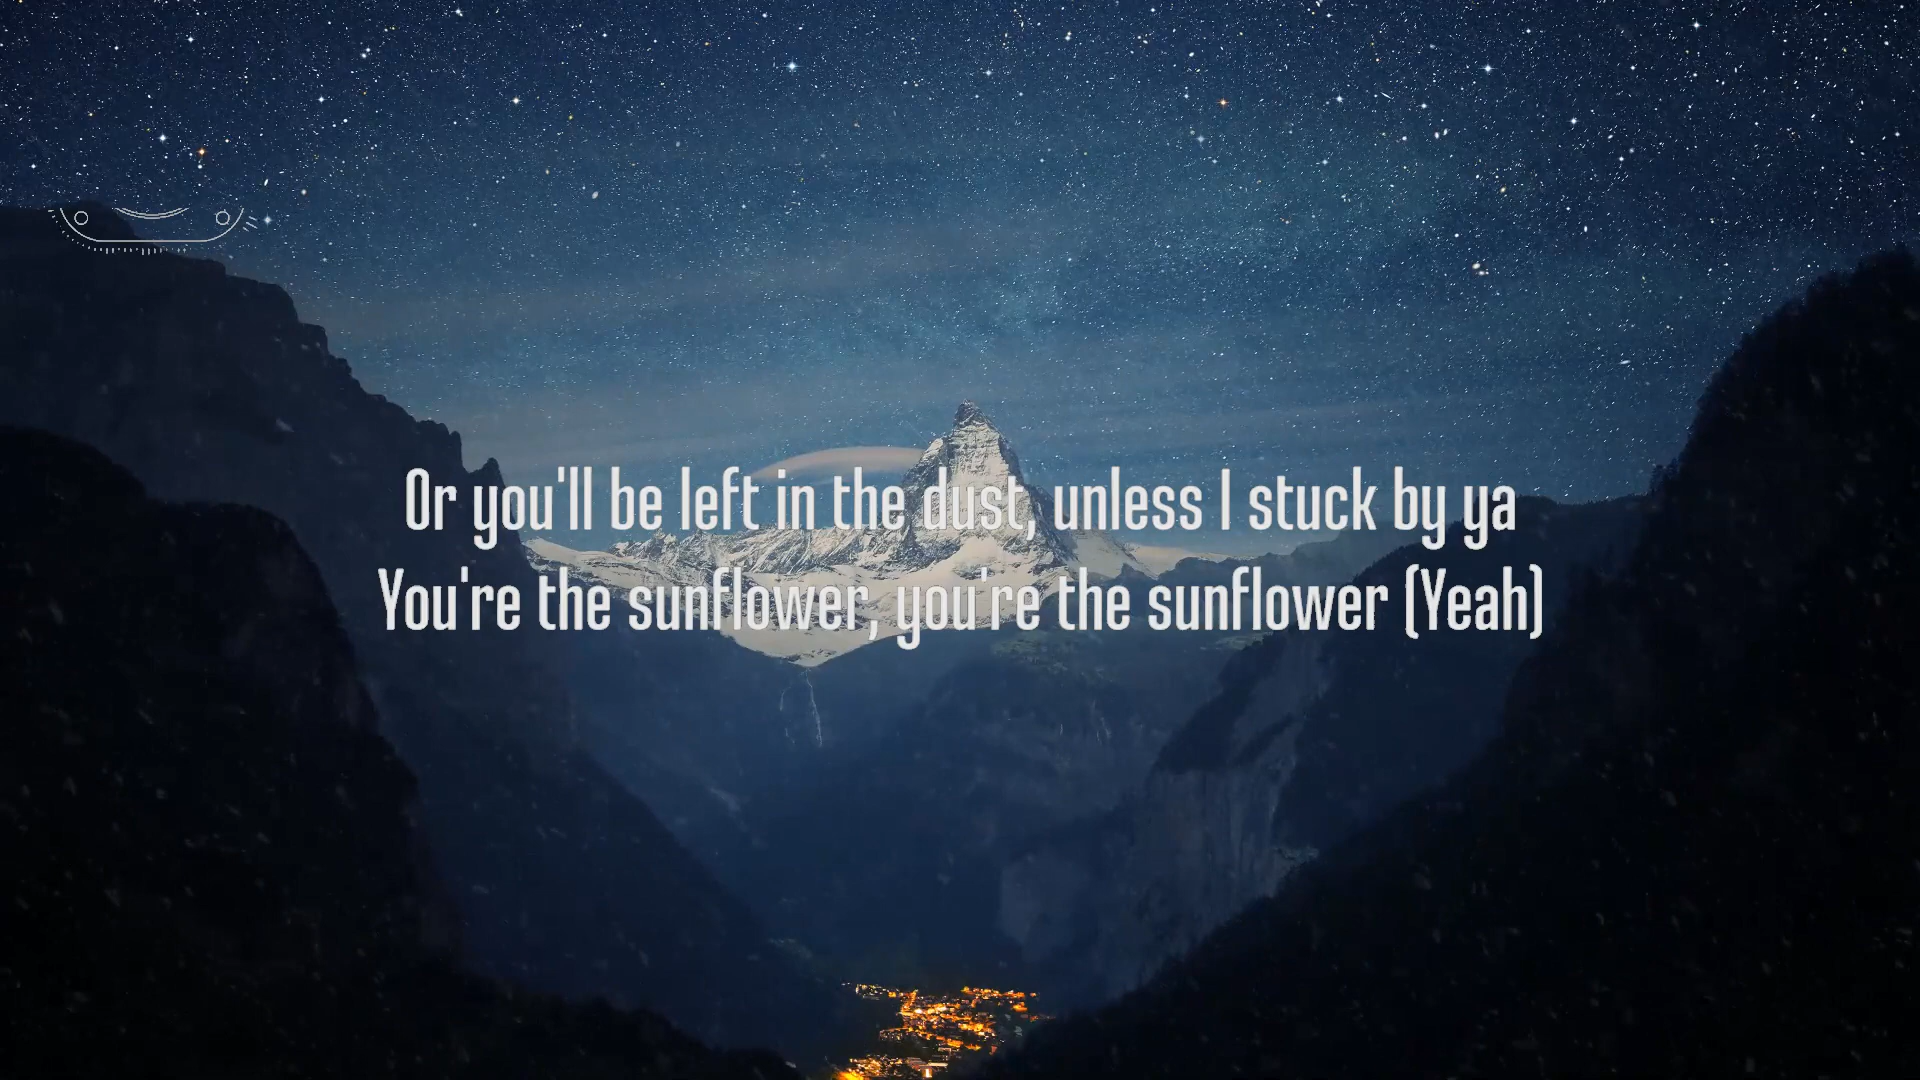 Or you'll be left in the dust, unless I stuck by ya
You're the sunflower, you're the sunflower (Yeah)